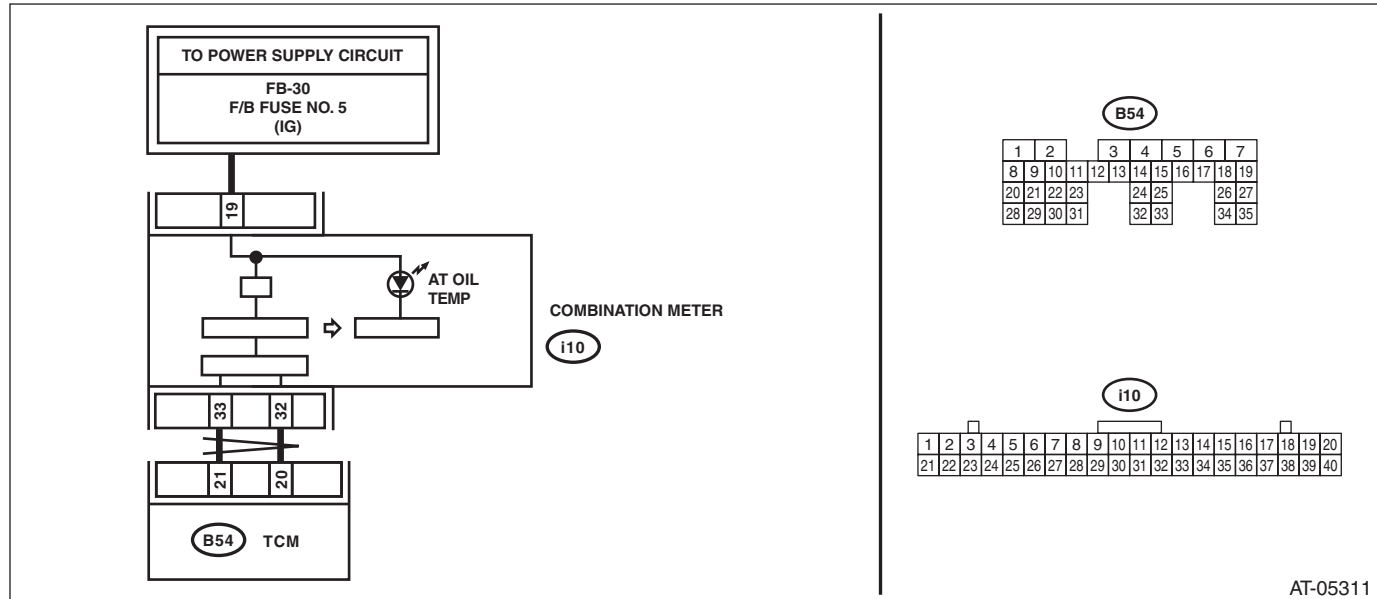 TO POWER SUPPLY CIRCUIT
FB-30
F/B FUSE NO. 5
(IG)
19
AT OIL
TEMP
COMBINATION METER
i10
33 32
21 20
B54 TCM
B54
1 2 3 4 5 6 7
8 9 10 11 12 13 14 15 16 17 18 19
20 21 22 23 24 25 26 27
28 29 30 31 32 33 34 35
i10
1 2 3 4 5 6 7 8 9 10 11 12 13 14 15 16 17 18 19 20
21 22 23 24 25 26 27 28 29 30 31 32 33 34 35 36 37 38 39 40
AT-05311